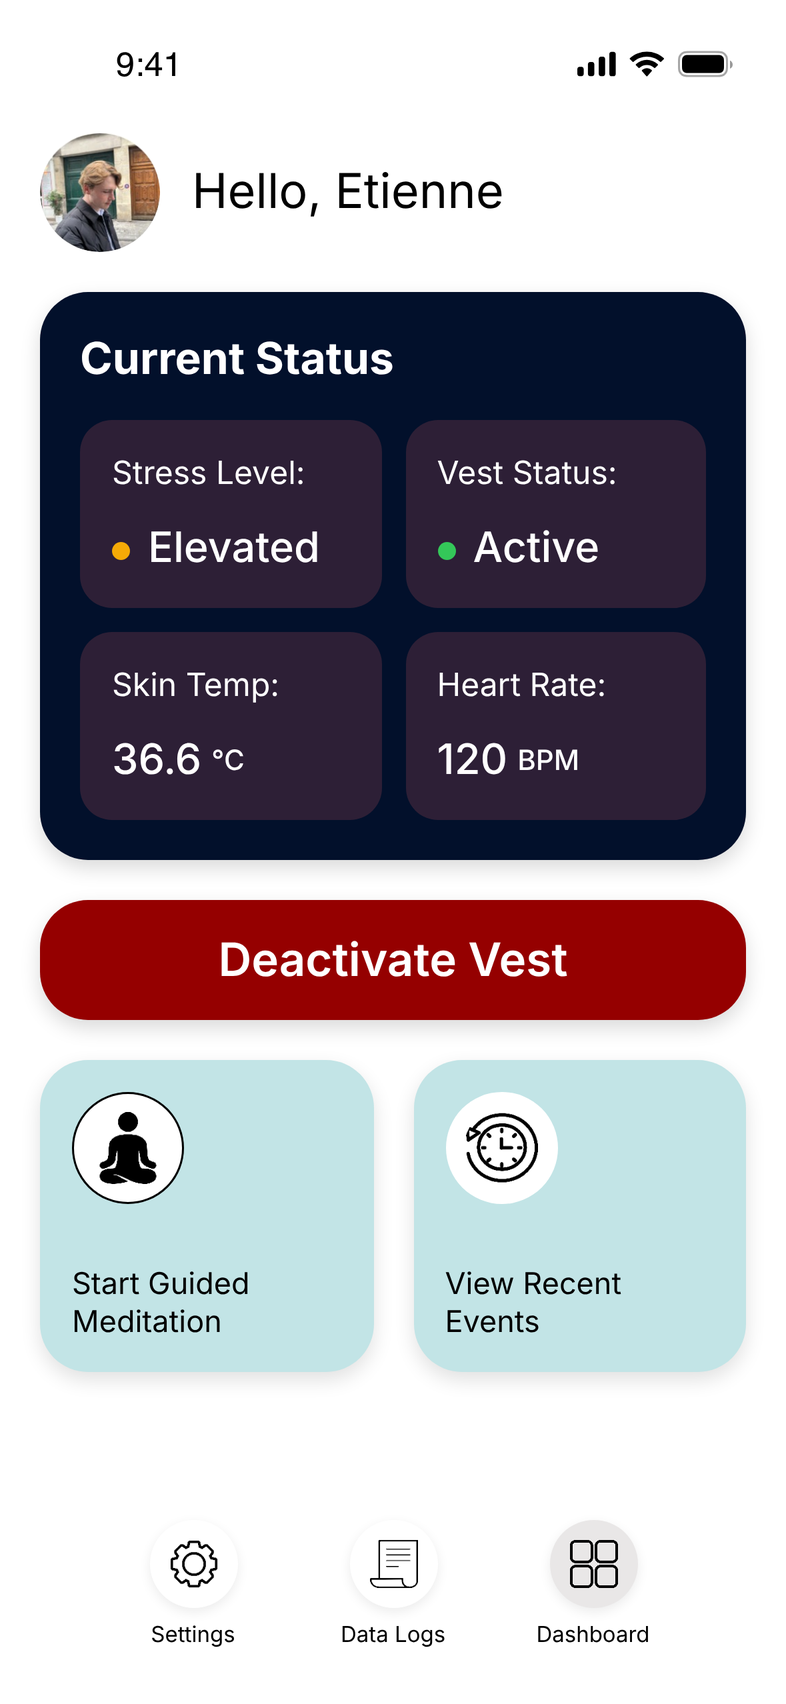 9:41
Hello, Etienne
Current Status
Stress Level:
Elevated
Vest Status:
Active
Skin Temp:
36.6 °C
Heart Rate:
120 BPM
Deactivate Vest
Start Guided
Meditation
View Recent
Events
Settings
Data Logs
Dashboard